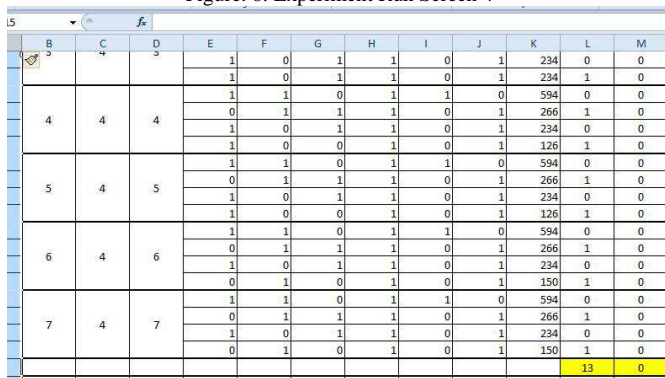 Figure: 6. Experiment Run Screen
fx
B C D E F G H I J K L M
3 4 3 1 0 1 1 0 1 234 0 0
1 0 1 1 0 1 234 1 0
4 4 4 1 1 0 1 1 0 594 0 0
0 1 1 1 0 1 266 1 0
1 0 1 1 0 1 234 0 0
1 0 0 1 0 1 126 1 0
5 4 5 1 1 0 1 1 0 594 0 0
0 1 1 1 0 1 266 1 0
1 0 1 1 0 1 234 0 0
1 0 0 1 0 1 126 1 0
6 4 6 1 1 0 1 1 0 594 0 0
0 1 1 1 0 1 266 1 0
1 0 1 1 0 1 234 0 0
0 1 0 1 0 1 150 1 0
7 4 7 1 1 0 1 1 0 594 0 0
0 1 1 1 0 1 266 1 0
1 0 1 1 0 1 234 0 0
0 1 0 1 0 1 150 1 0
13 0